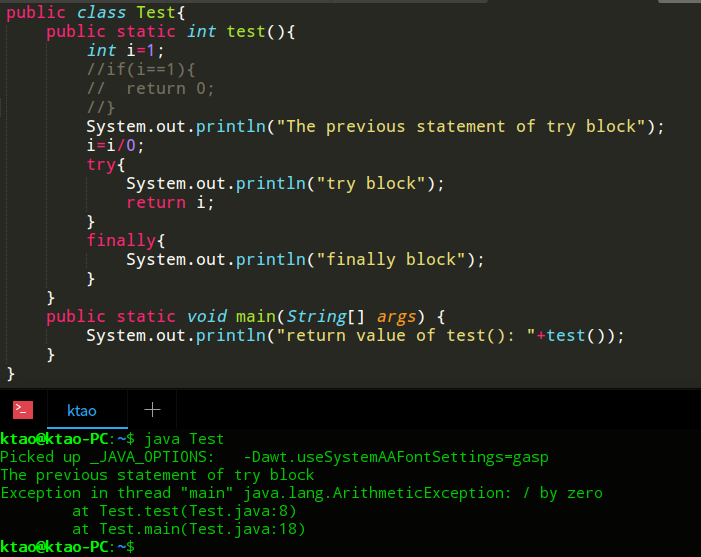 public class Test{
    public static int test(){
        int i=1;
        //if(i==1){
        //  return 0;
        //}
        System.out.println("The previous statement of try block");
        i=i/0;
        try{
            System.out.println("try block");
            return i;
        }
        finally{
            System.out.println("finally block");
        }
    }
    public static void main(String[] args) {
        System.out.println("return value of test(): "+test());
    }
}
>_ ktao +
ktao@ktao-PC:~$ java Test
Picked up _JAVA_OPTIONS:   -Dawt.useSystemAAFontSettings=gasp
The previous statement of try block
Exception in thread "main" java.lang.ArithmeticException: / by zero
        at Test.test(Test.java:8)
        at Test.main(Test.java:18)
ktao@ktao-PC:~$